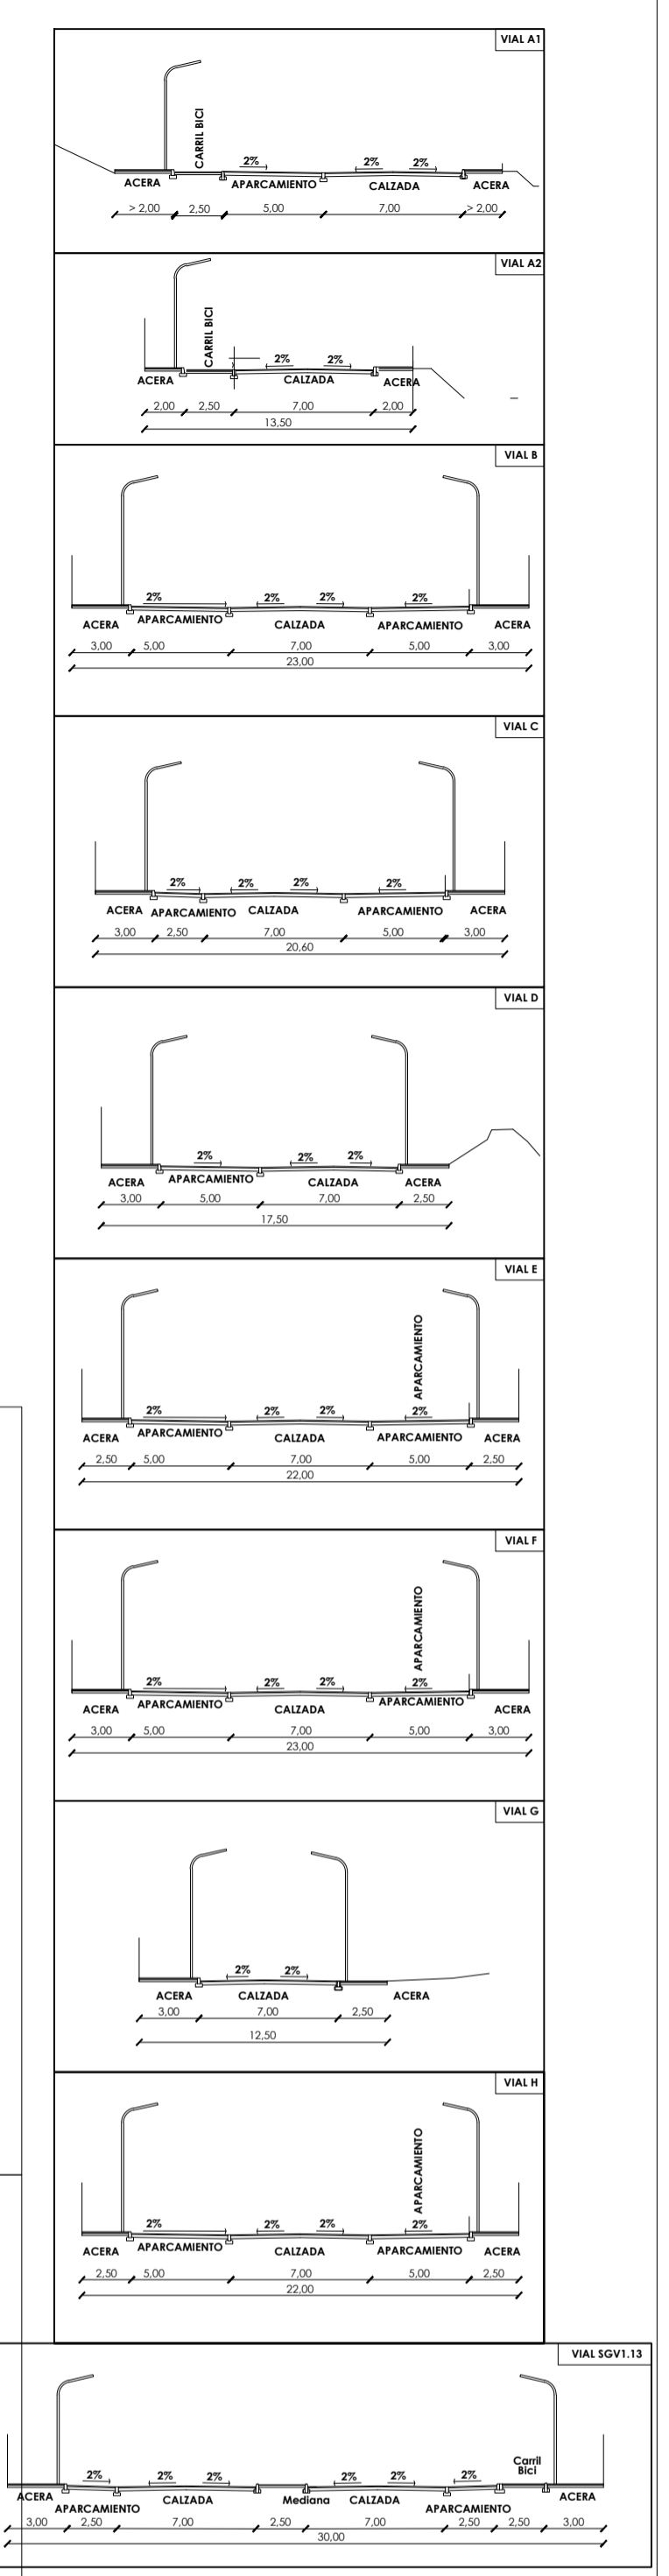 VIAL A1
CARRIL BICI
2% 2% 2%
ACERA APARCAMIENTO CALZADA ACERA
> 2,00 2,50 5,00 7,00 > 2,00
VIAL A2
CARRIL BICI
2% 2%
ACERA CALZADA ACERA
2,00 2,50 7,00 2,00
13,50
VIAL B
2% 2% 2% 2%
ACERA APARCAMIENTO CALZADA APARCAMIENTO ACERA
3,00 5,00 7,00 5,00 3,00
23,00
VIAL C
2% 2% 2% 2%
ACERA APARCAMIENTO CALZADA APARCAMIENTO ACERA
3,00 2,50 7,00 5,00 3,00
20,60
VIAL D
2% 2% 2%
ACERA APARCAMIENTO CALZADA ACERA
3,00 5,00 7,00 2,50
17,50
VIAL E
APARCAMIENTO
2% 2% 2% 2%
ACERA APARCAMIENTO CALZADA APARCAMIENTO ACERA
2,50 5,00 7,00 5,00 2,50
22,00
VIAL F
APARCAMIENTO
2% 2% 2% 2%
ACERA APARCAMIENTO CALZADA APARCAMIENTO ACERA
3,00 5,00 7,00 5,00 3,00
23,00
VIAL G
2% 2%
ACERA CALZADA ACERA
3,00 7,00 2,50
12,50
VIAL H
APARCAMIENTO
2% 2% 2% 2%
ACERA APARCAMIENTO CALZADA APARCAMIENTO ACERA
2,50 5,00 7,00 5,00 2,50
22,00
VIAL SGV1.13
Carril
Bici
2% 2% 2% 2% 2% 2%
ACERA APARCAMIENTO CALZADA Mediana CALZADA APARCAMIENTO ACERA
3,00 2,50 7,00 2,50 7,00 2,50 2,50 3,00
30,00